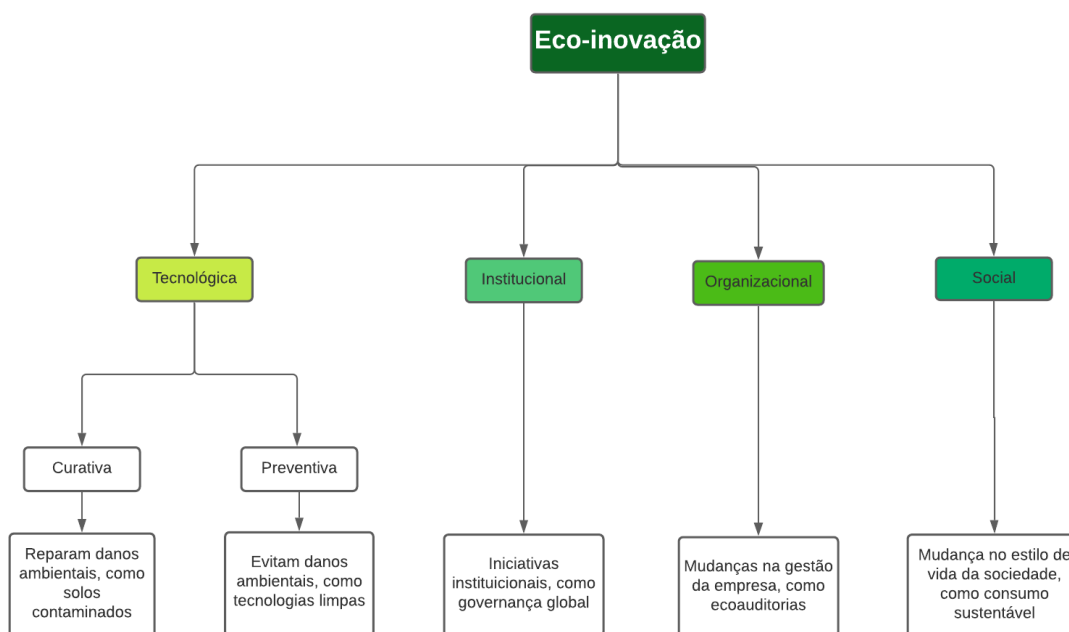 Eco-inovação
Tecnológica
Institucional
Organizacional
Social
Curativa
Preventiva
Reparam danos
ambientais, como
solos
contaminados
Evitam danos
ambientais, como
tecnologias limpas
Iniciativas
instituicionais, como
governança global
Mudanças na gestão
da empresa, como
ecoauditorias
Mudança no estilo de
vida da sociedade,
como consumo
sustentável